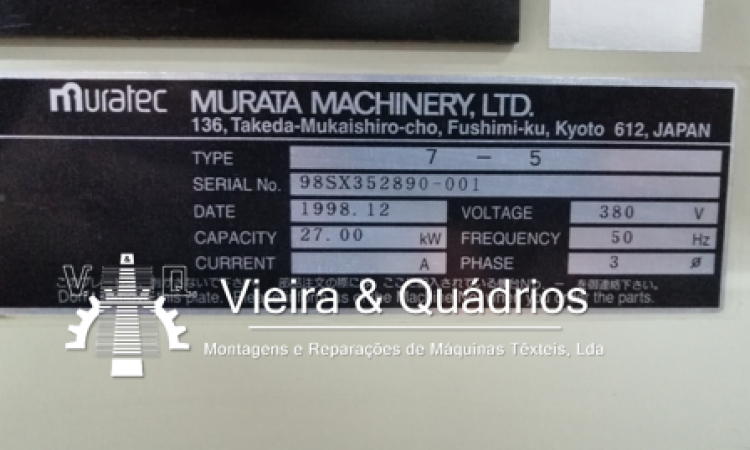 muratec MURATA MACHINERY, LTD.
136, Takeda-Mukaishiro-cho, Fushimi-ku, Kyoto 612, JAPAN
TYPE 7 - 5
SERIAL No. 98SX352890-001
DATE 1998.12 VOLTAGE 380 V
CAPACITY 27.00 kW FREQUENCY 50 Hz
CURRENT A PHASE 3 ø
V Q
Vieira & Quádrios
the parts.
Montagens e Reparações de Máquinas Têxteis, Lda